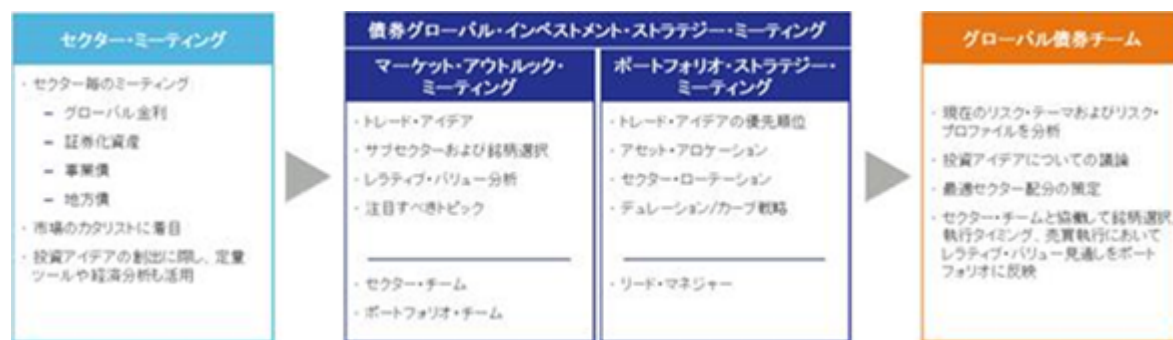 セクター・ミーティング
・セクター毎のミーティング
－ グローバル金利
－ 証券化資産
－ 事業債
－ 地方債
・市場のカタリストに着目
・投資アイデアの創出に際し、定量
ツールや経済分析も活用
債券グローバル・インベストメント・ストラテジー・ミーティング
マーケット・アウトルック・
ミーティング
・トレード・アイデア
・サブセクターおよび銘柄選択
・レラティブ・バリュー分析
・注目すべきトピック
・セクター・チーム
・ポートフォリオ・チーム
ポートフォリオ・ストラテジー・
ミーティング
・トレード・アイデアの優先順位
・アセット・アロケーション
・セクター・ローテーション
・デュレーション/カーブ戦略
・リード・マネジャー
グローバル債券チーム
・現在のリスク・テーマおよびリスク・
プロファイルを分析
・投資アイデアについての議論
・最適セクター配分の策定
・セクター・チームと協働して銘柄選択
執行タイミング、売買執行において
レラティブ・バリュー見通しをポート
フォリオに反映